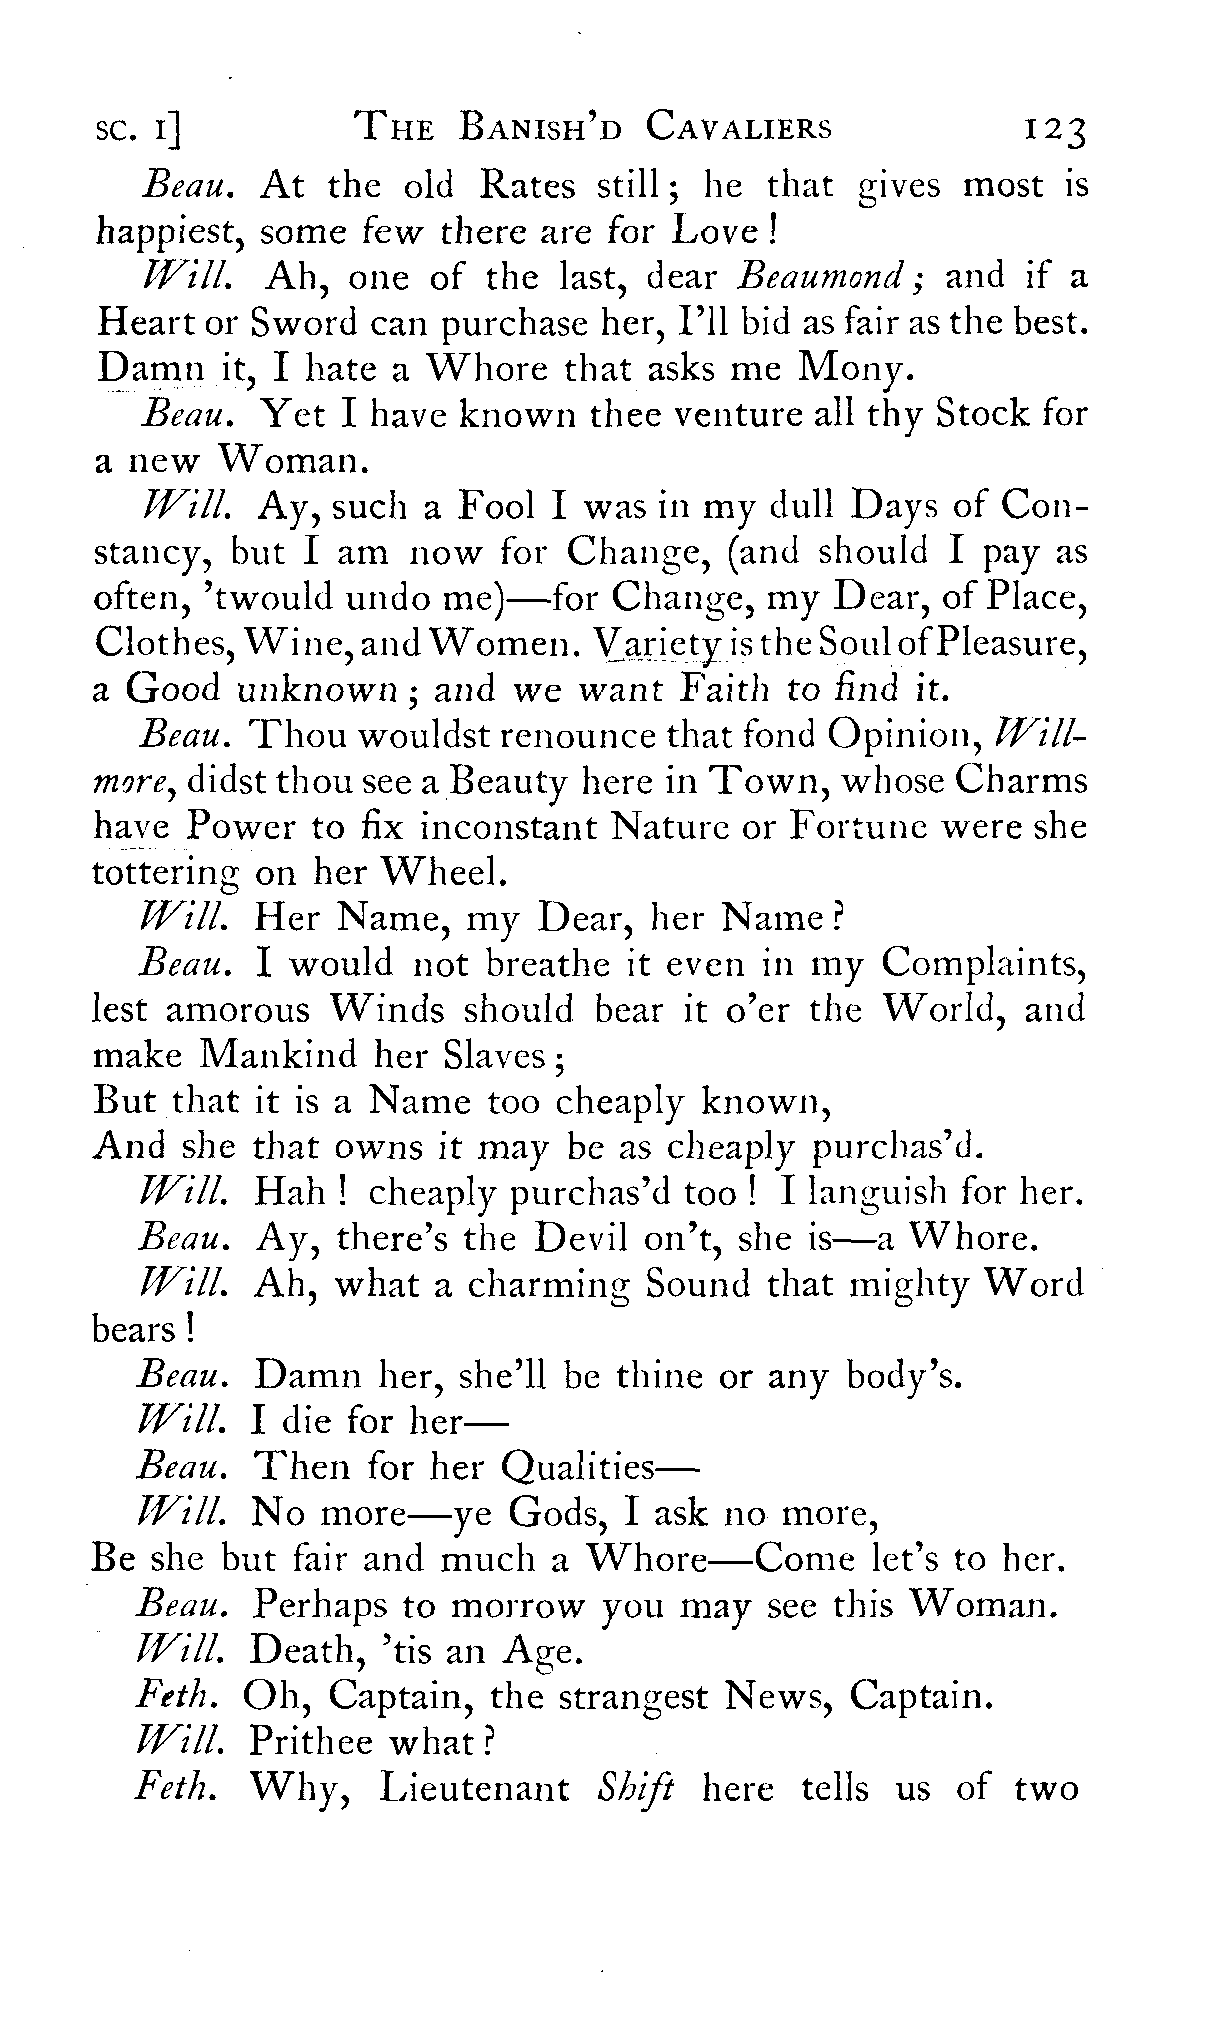 SC. I] THE BANISH'D CAVALIERS 123
Beau. At the old Rates still; he that gives most is
happiest, some few there are for Love!
Will. Ah, one of the last, dear Beaumond; and if a
Heart or Sword can purchase her, I'll bid as fair as the best.
Damn it, I hate a Whore that asks me Mony.
Beau. Yet I have known thee venture all thy Stock for
a new Woman.
Will. Ay, such a Fool I was in my dull Days of Con-
stancy, but I am now for Change, (and should I pay as
often, 'twould undo me)—for Change, my Dear, of Place,
Clothes, Wine, and Women. Variety is the Soul of Pleasure,
a Good unknown; and we want Faith to find it.
Beau. Thou wouldst renounce that fond Opinion, Will-
more, didst thou see a Beauty here in Town, whose Charms
have Power to fix inconstant Nature or Fortune were she
tottering on her Wheel.
Will. Her Name, my Dear, her Name?
Beau. I would not breathe it even in my Complaints,
lest amorous Winds should bear it o'er the World, and
make Mankind her Slaves;
But that it is a Name too cheaply known,
And she that owns it may be as cheaply purchas'd.
Will. Hah! cheaply purchas'd too! I languish for her.
Beau. Ay, there's the Devil on't, she is—a Whore.
Will. Ah, what a charming Sound that mighty Word
bears!
Beau. Damn her, she'll be thine or any body's.
Will. I die for her—
Beau. Then for her Qualities—
Will. No more—ye Gods, I ask no more,
Be she but fair and much a Whore—Come let's to her.
Beau. Perhaps to morrow you may see this Woman.
Will. Death, 'tis an Age.
Feth. Oh, Captain, the strangest News, Captain.
Will. Prithee what?
Feth. Why, Lieutenant Shift here tells us of two